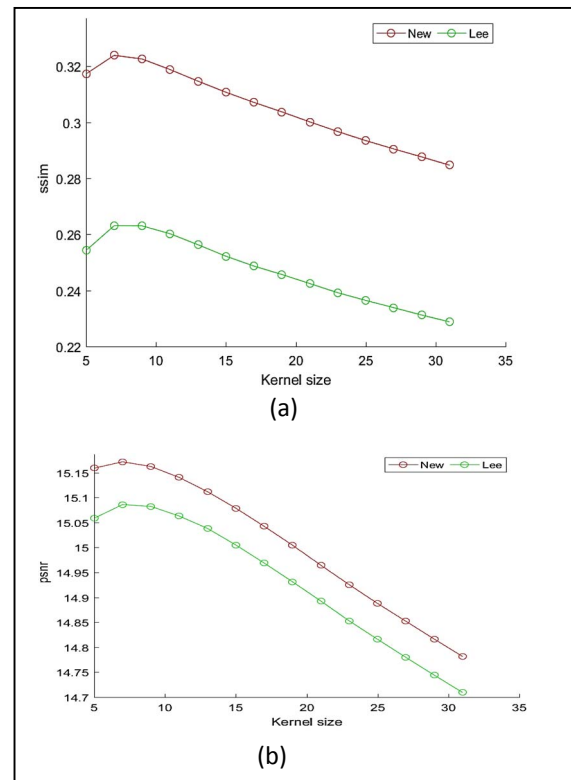 New Lee
0.32
0.3
0.28
0.26
0.24
0.22
ssim
5 10 15 20 25 30 35
Kernel size
(a)
New Lee
15.15
15.1
15.05
15
14.95
14.9
14.85
14.8
14.75
14.7
psnr
5 10 15 20 25 30 35
Kernel size
(b)